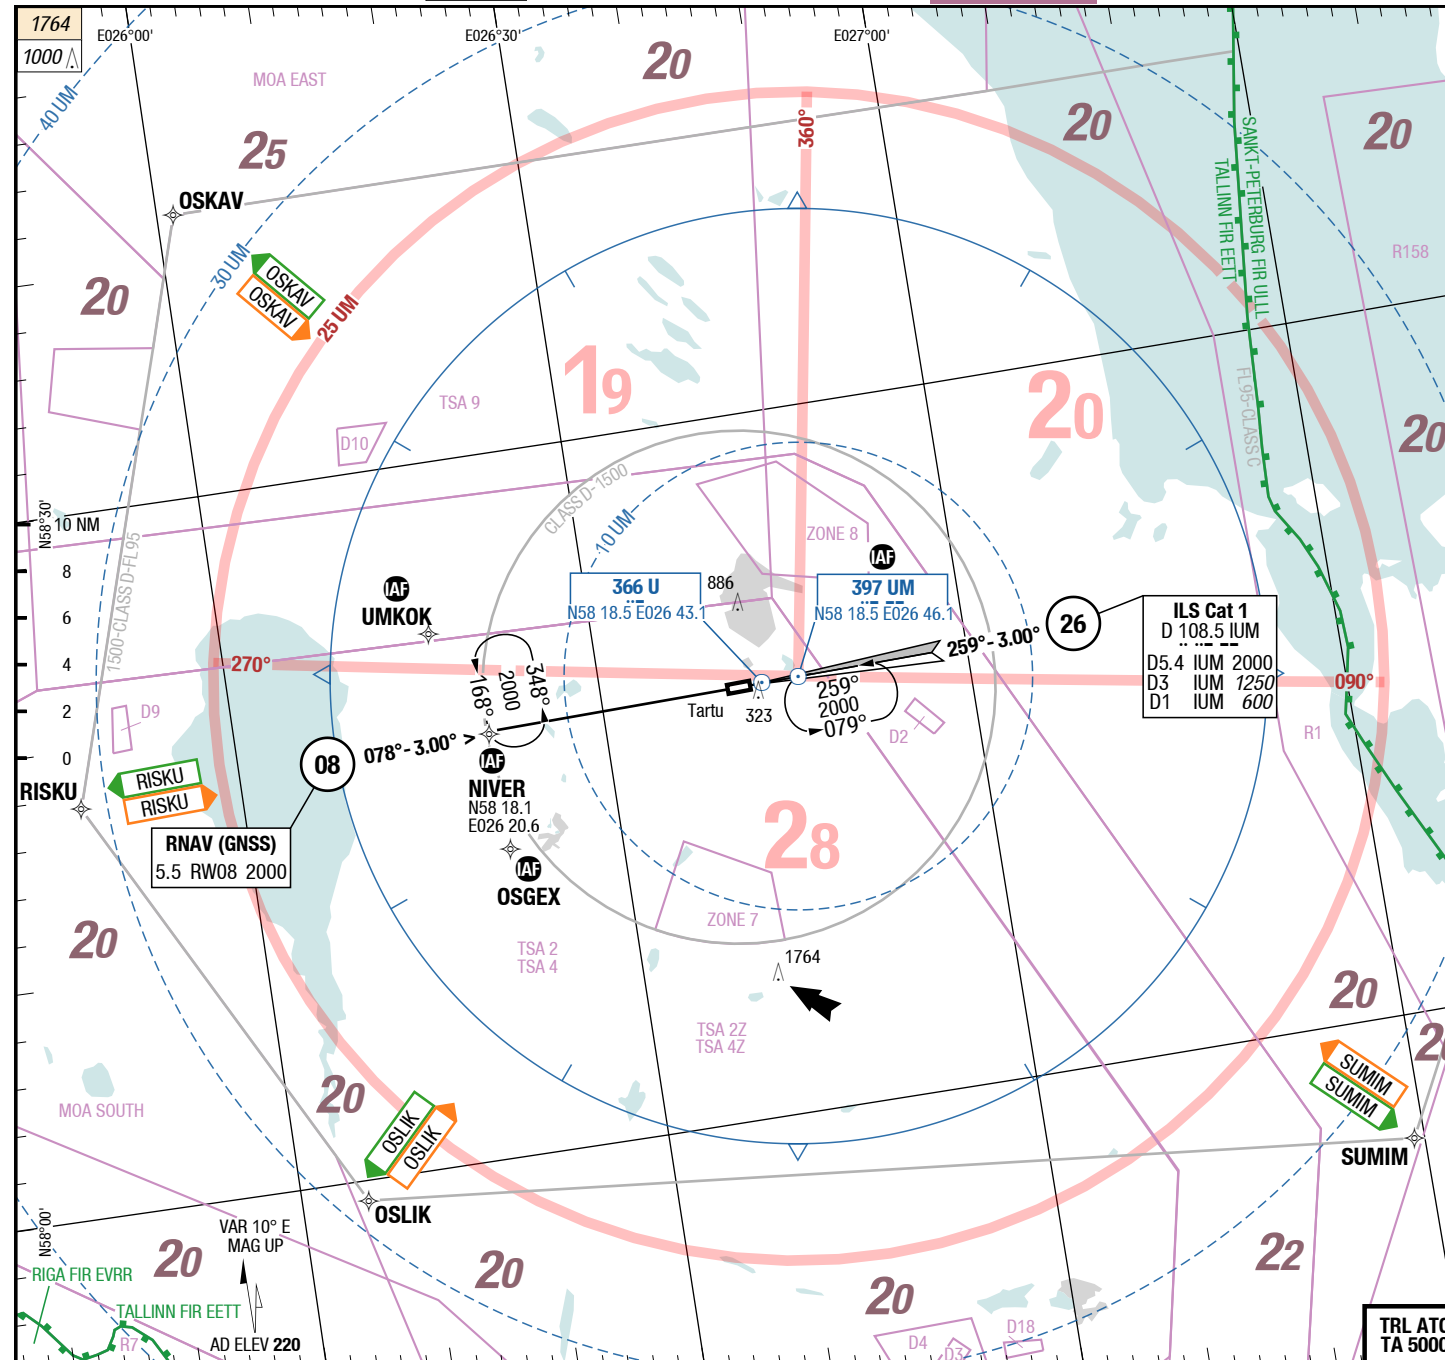 1764
1000
E026°00'
E026°30'
E027°00'
40 UM
MOA EAST
20
25
360°
20
20
SANKT-PETERBURG FIR ULLL
TALLINN FIR EETT
R158
OSKAV
30 UM
OSKAV
OSKAV
20
25 UM
19
20
TSA 9
D10
FL95-CLASS C
20
CLASS D-1500
N58°30'
10 NM
8
6
4
2
0
1500-CLASS D-FL95
10 UM
ZONE 8
IAF
IAF
UMKOK
366 U
N58 18.5 E026 43.1
886
397 UM
N58 18.5 E026 46.1
259°- 3.00°
26
ILS Cat 1
D 108.5 IUM
D5.4 IUM 2000
D3 IUM 1250
D1 IUM 600
270°
090°
168°
2000
348°
Tartu
323
259°
2000
079°
D9
D2
R1
078°- 3.00° >
08
IAF
NIVER
N58 18.1
E026 20.6
RISKU
RISKU
RISKU
RNAV (GNSS)
5.5 RW08 2000
IAF
OSGEX
28
ZONE 7
20
TSA 2
TSA 4
1764
TSA 2Z
TSA 4Z
20
20
MOA SOUTH
20
OSLIK
OSLIK
SUMIM
SUMIM
SUMIM
OSLIK
N58°00'
VAR 10° E
MAG UP
20
20
22
20
RIGA FIR EVRR
TALLINN FIR EETT
R7
AD ELEV 220
D4
D3
D18
TRL ATC
TA 5000